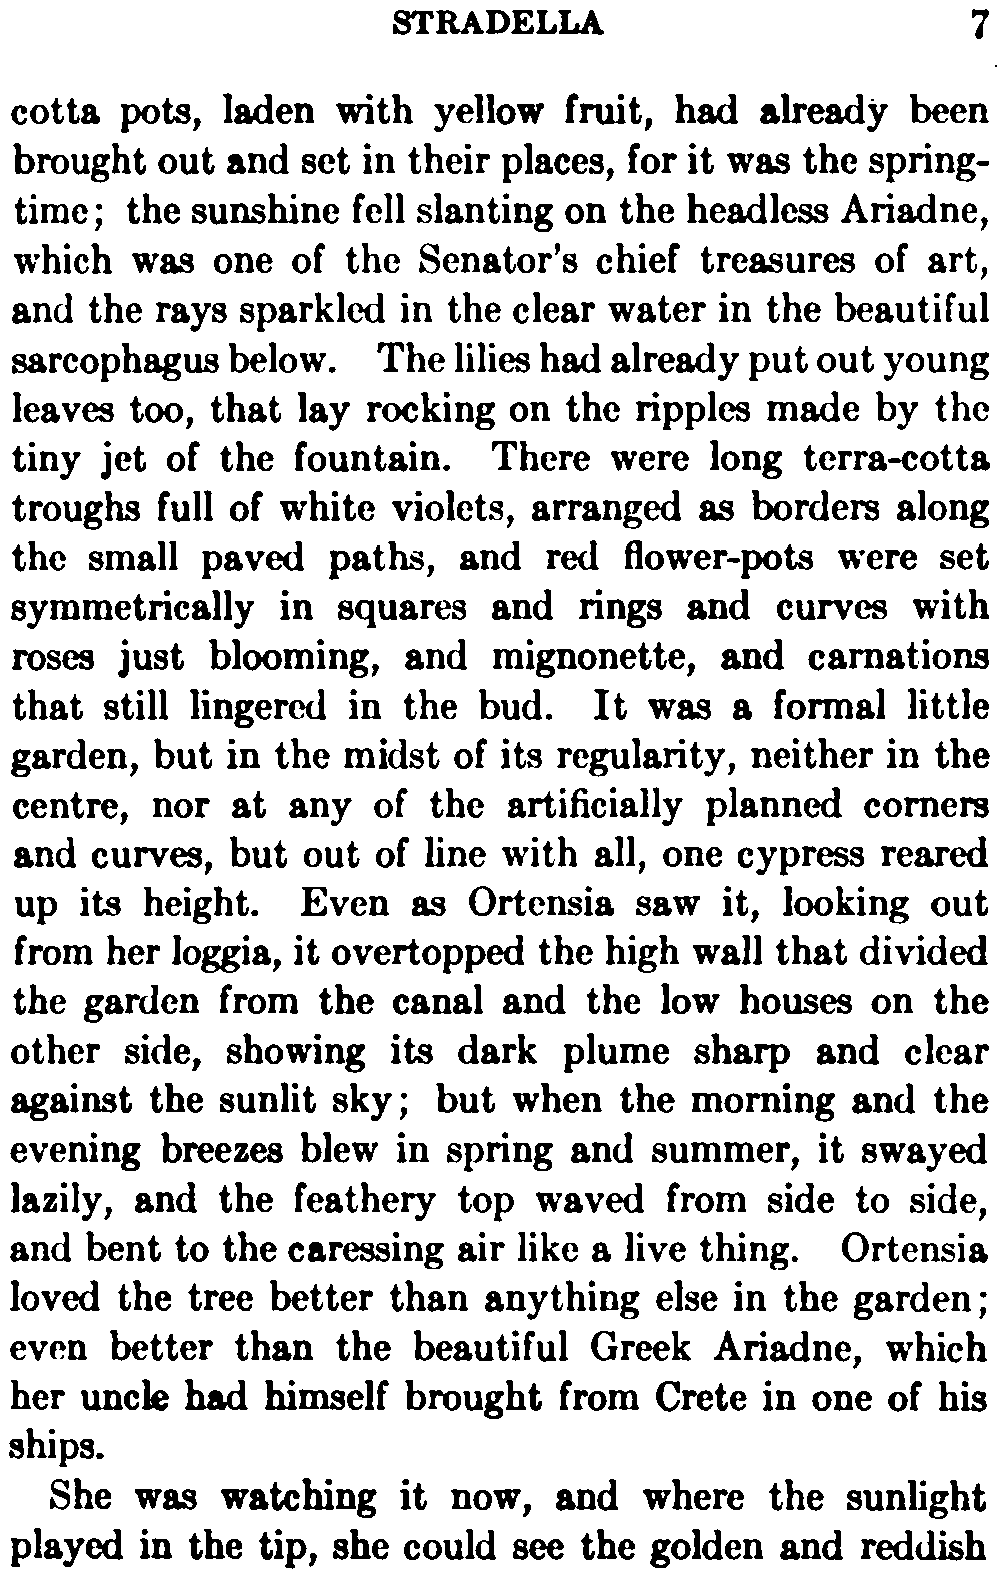 STRADELLA 7
cotta pots, laden with yellow fruit, had already been
brought out and set in their places, for it was the spring-
time; the sunshine fell slanting on the headless Ariadne,
which was one of the Senator's chief treasures of art,
and the rays sparkled in the clear water in the beautiful
sarcophagus below. The lilies had already put out young
leaves too, that lay rocking on the ripples made by the
tiny jet of the fountain. There were long terra-cotta
troughs full of white violets, arranged as borders along
the small paved paths, and red flower-pots were set
symmetrically in squares and rings and curves with
roses just blooming, and mignonette, and carnations
that still lingered in the bud. It was a formal little
garden, but in the midst of its regularity, neither in the
centre, nor at any of the artificially planned corners
and curves, but out of line with all, one cypress reared
up its height. Even as Ortensia saw it, looking out
from her loggia, it overtopped the high wall that divided
the garden from the canal and the low houses on the
other side, showing its dark plume sharp and clear
against the sunlit sky; but when the morning and the
evening breezes blew in spring and summer, it swayed
lazily, and the feathery top waved from side to side,
and bent to the caressing air like a live thing. Ortensia
loved the tree better than anything else in the garden;
even better than the beautiful Greek Ariadne, which
her uncle had himself brought from Crete in one of his
ships.
She was watching it now, and where the sunlight
played in the tip, she could see the golden and reddish